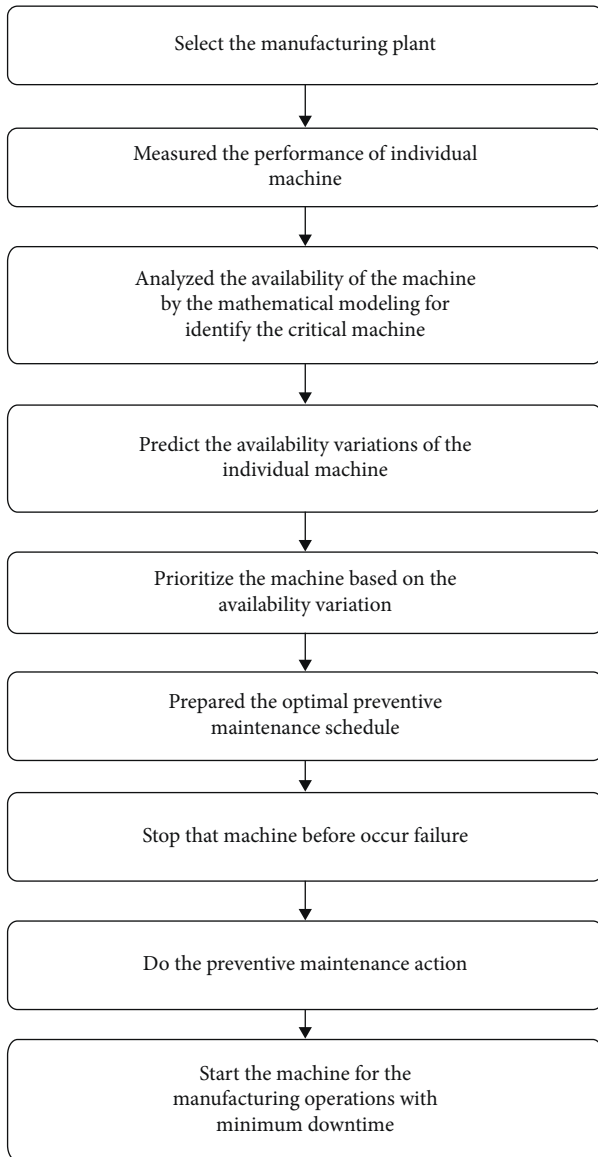 Select the manufacturing plant
Measured the performance of individual
machine
Analyzed the availability of the machine
by the mathematical modeling for
identify the critical machine
Predict the availability variations of the
individual machine
Prioritize the machine based on the
availability variation
Prepared the optimal preventive
maintenance schedule
Stop that machine before occur failure
Do the preventive maintenance action
Start the machine for the
manufacturing operations with
minimum downtime